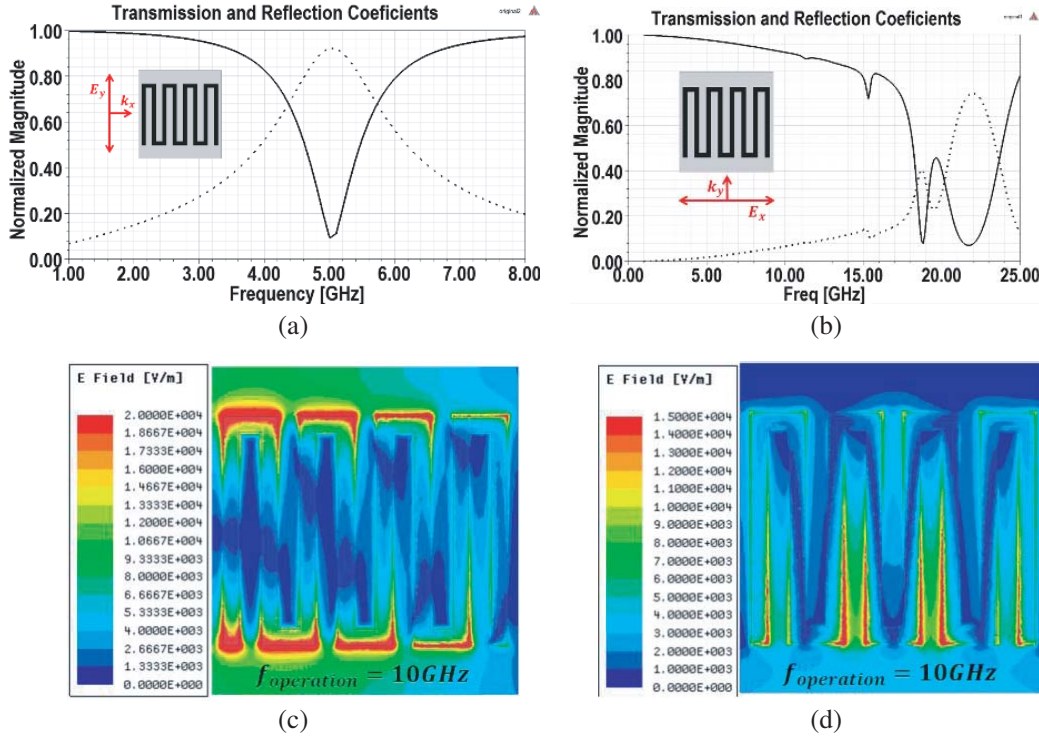 Transmission and Reflection Coeficients
Normalized Magnitude
1.00
0.80
0.60
0.40
0.20
0.00
E_y
k_x
1.00 2.00 3.00 4.00 5.00 6.00 7.00 8.00
Frequency [GHz]
(a)
Transmission and Reflection Coeficients
Normalized Magnitude
1.00
0.80
0.60
0.40
0.20
0.00
k_y
E_x
0.00 5.00 10.00 15.00 20.00 25.00
Freq [GHz]
(b)
E Field [V/m]
2.0000E+004
1.8667E+004
1.7333E+004
1.6000E+004
1.4667E+004
1.3333E+004
1.2000E+004
1.0667E+004
9.3333E+003
8.0000E+003
6.6667E+003
5.3333E+003
4.0000E+003
2.6667E+003
1.3333E+003
0.0000E+000
f_operation = 10GHz
(c)
E Field [V/m]
1.5000E+004
1.4000E+004
1.3000E+004
1.2000E+004
1.1000E+004
1.0000E+004
9.0000E+003
8.0000E+003
7.0000E+003
6.0000E+003
5.0000E+003
4.0000E+003
3.0000E+003
2.0000E+003
1.0000E+003
0.0000E+000
f_operation = 10GHz
(d)